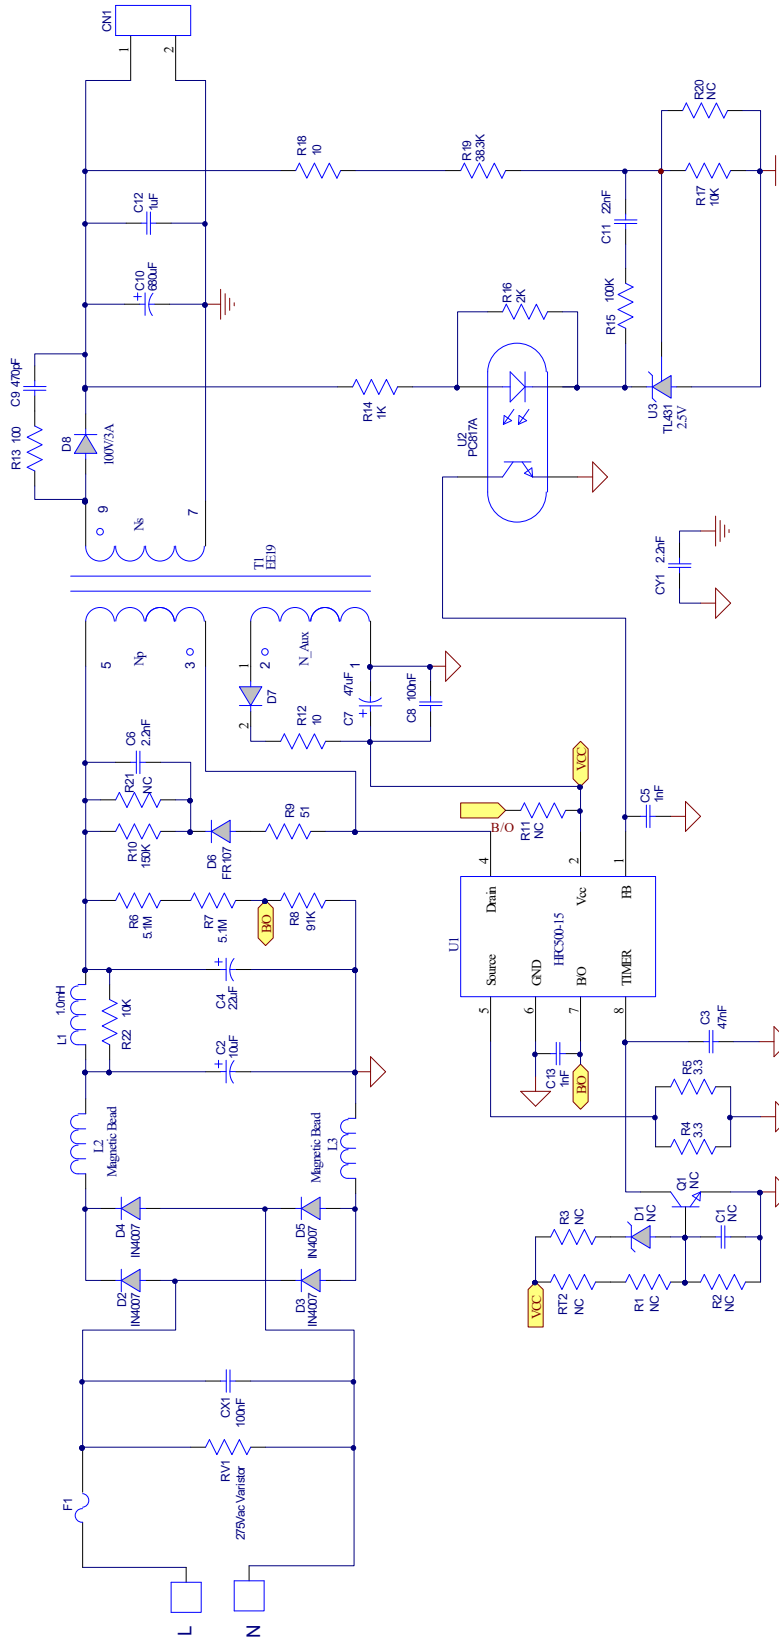 L
N
F1
RV1
275Vac Varistor
CX1
100nF
D2
IN4007
D4
IN4007
D3
IN4007
D5
IN4007
L2
Magnetic Bead
Magnetic Bead
L3
L1
1.0mH
R22
10K
C2
10uF
+
C4
22uF
+
R6
5.1M
R7
5.1M
BO
R8
91K
R10
150K
R21
NC
C6
2.2nF
D6
FR107
R9
51
5
Np
3
1
2
D7
2
N_Aux
1
R12
10
C7
47uF
+
C8
100nF
T1
EE19
9
Ns
7
R13
100
C9
470pF
D8
100V/3A
C10
680uF
+
C12
1uF
CN1
1
2
R18
10
R19
38.3K
R14
1K
R16
2K
U2
PC817A
R15
100K
C11
22nF
U3
TL431
2.5V
R17
10K
R20
NC
CY1
2.2nF
VCC
B/O
R11
NC
C5
1nF
U1
HFC500-15
4
Drain
2
Vcc
1
FB
Source
5
GND
6
B/O
7
TIMER
8
C13
1nF
BO
C3
47nF
R4
3.3
R5
3.3
Q1
NC
VCC
R3
NC
D1
NC
RT2
NC
R1
NC
R2
NC
C1
NC